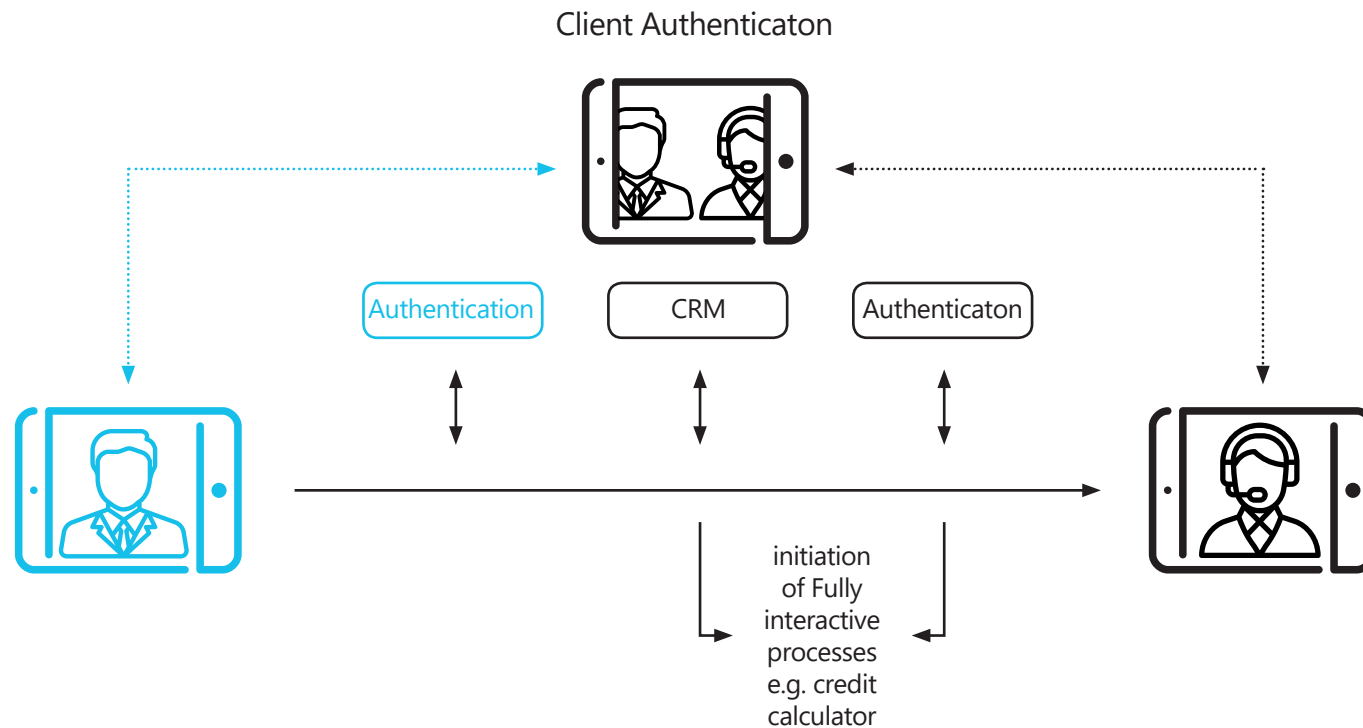 Client Authenticaton
Authentication
CRM
Authenticaton
initiation
of Fully
interactive
processes
e.g. credit
calculator